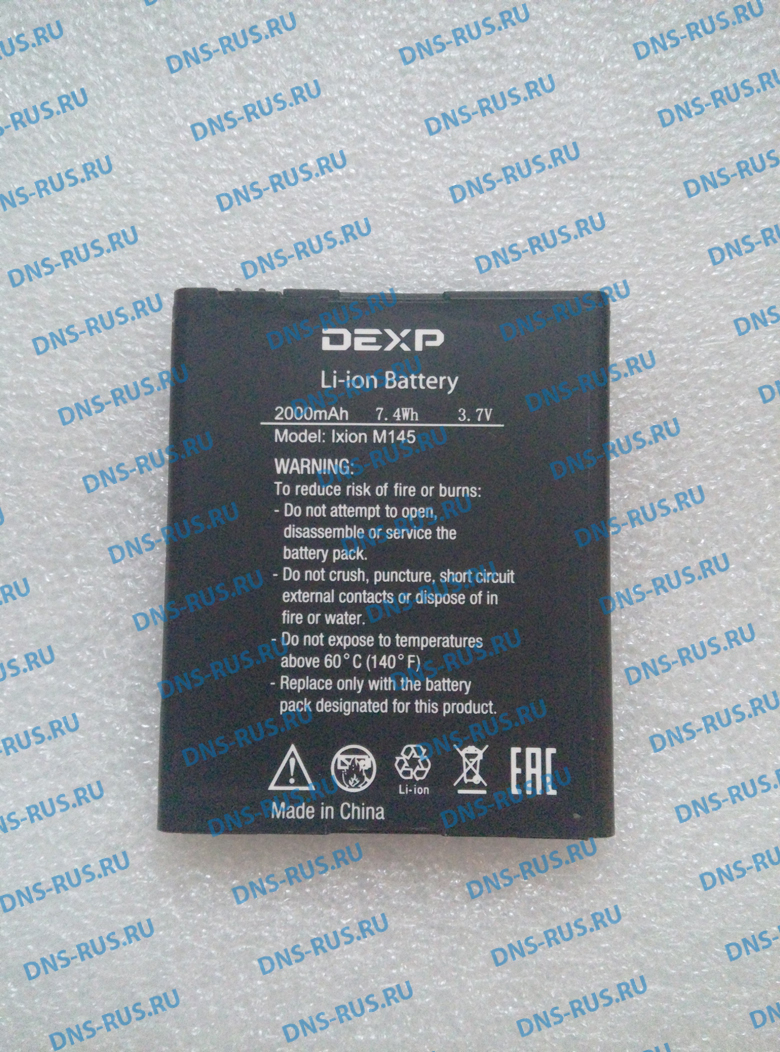 DEXP
Li-ion Battery
2000mAh 7.4Wh 3.7V
Model: Ixion M145
WARNING:
To reduce risk of fire or burns:
- Do not attempt to open,
disassemble or service the
battery pack.
- Do not crush, puncture, short circuit
external contacts or dispose of in
fire or water.
- Do not expose to temperatures
above 60°C (140°F)
- Replace only with the battery
pack designated for this product.
Li-ion
EAC
Made in China
DNS-RUS.RU